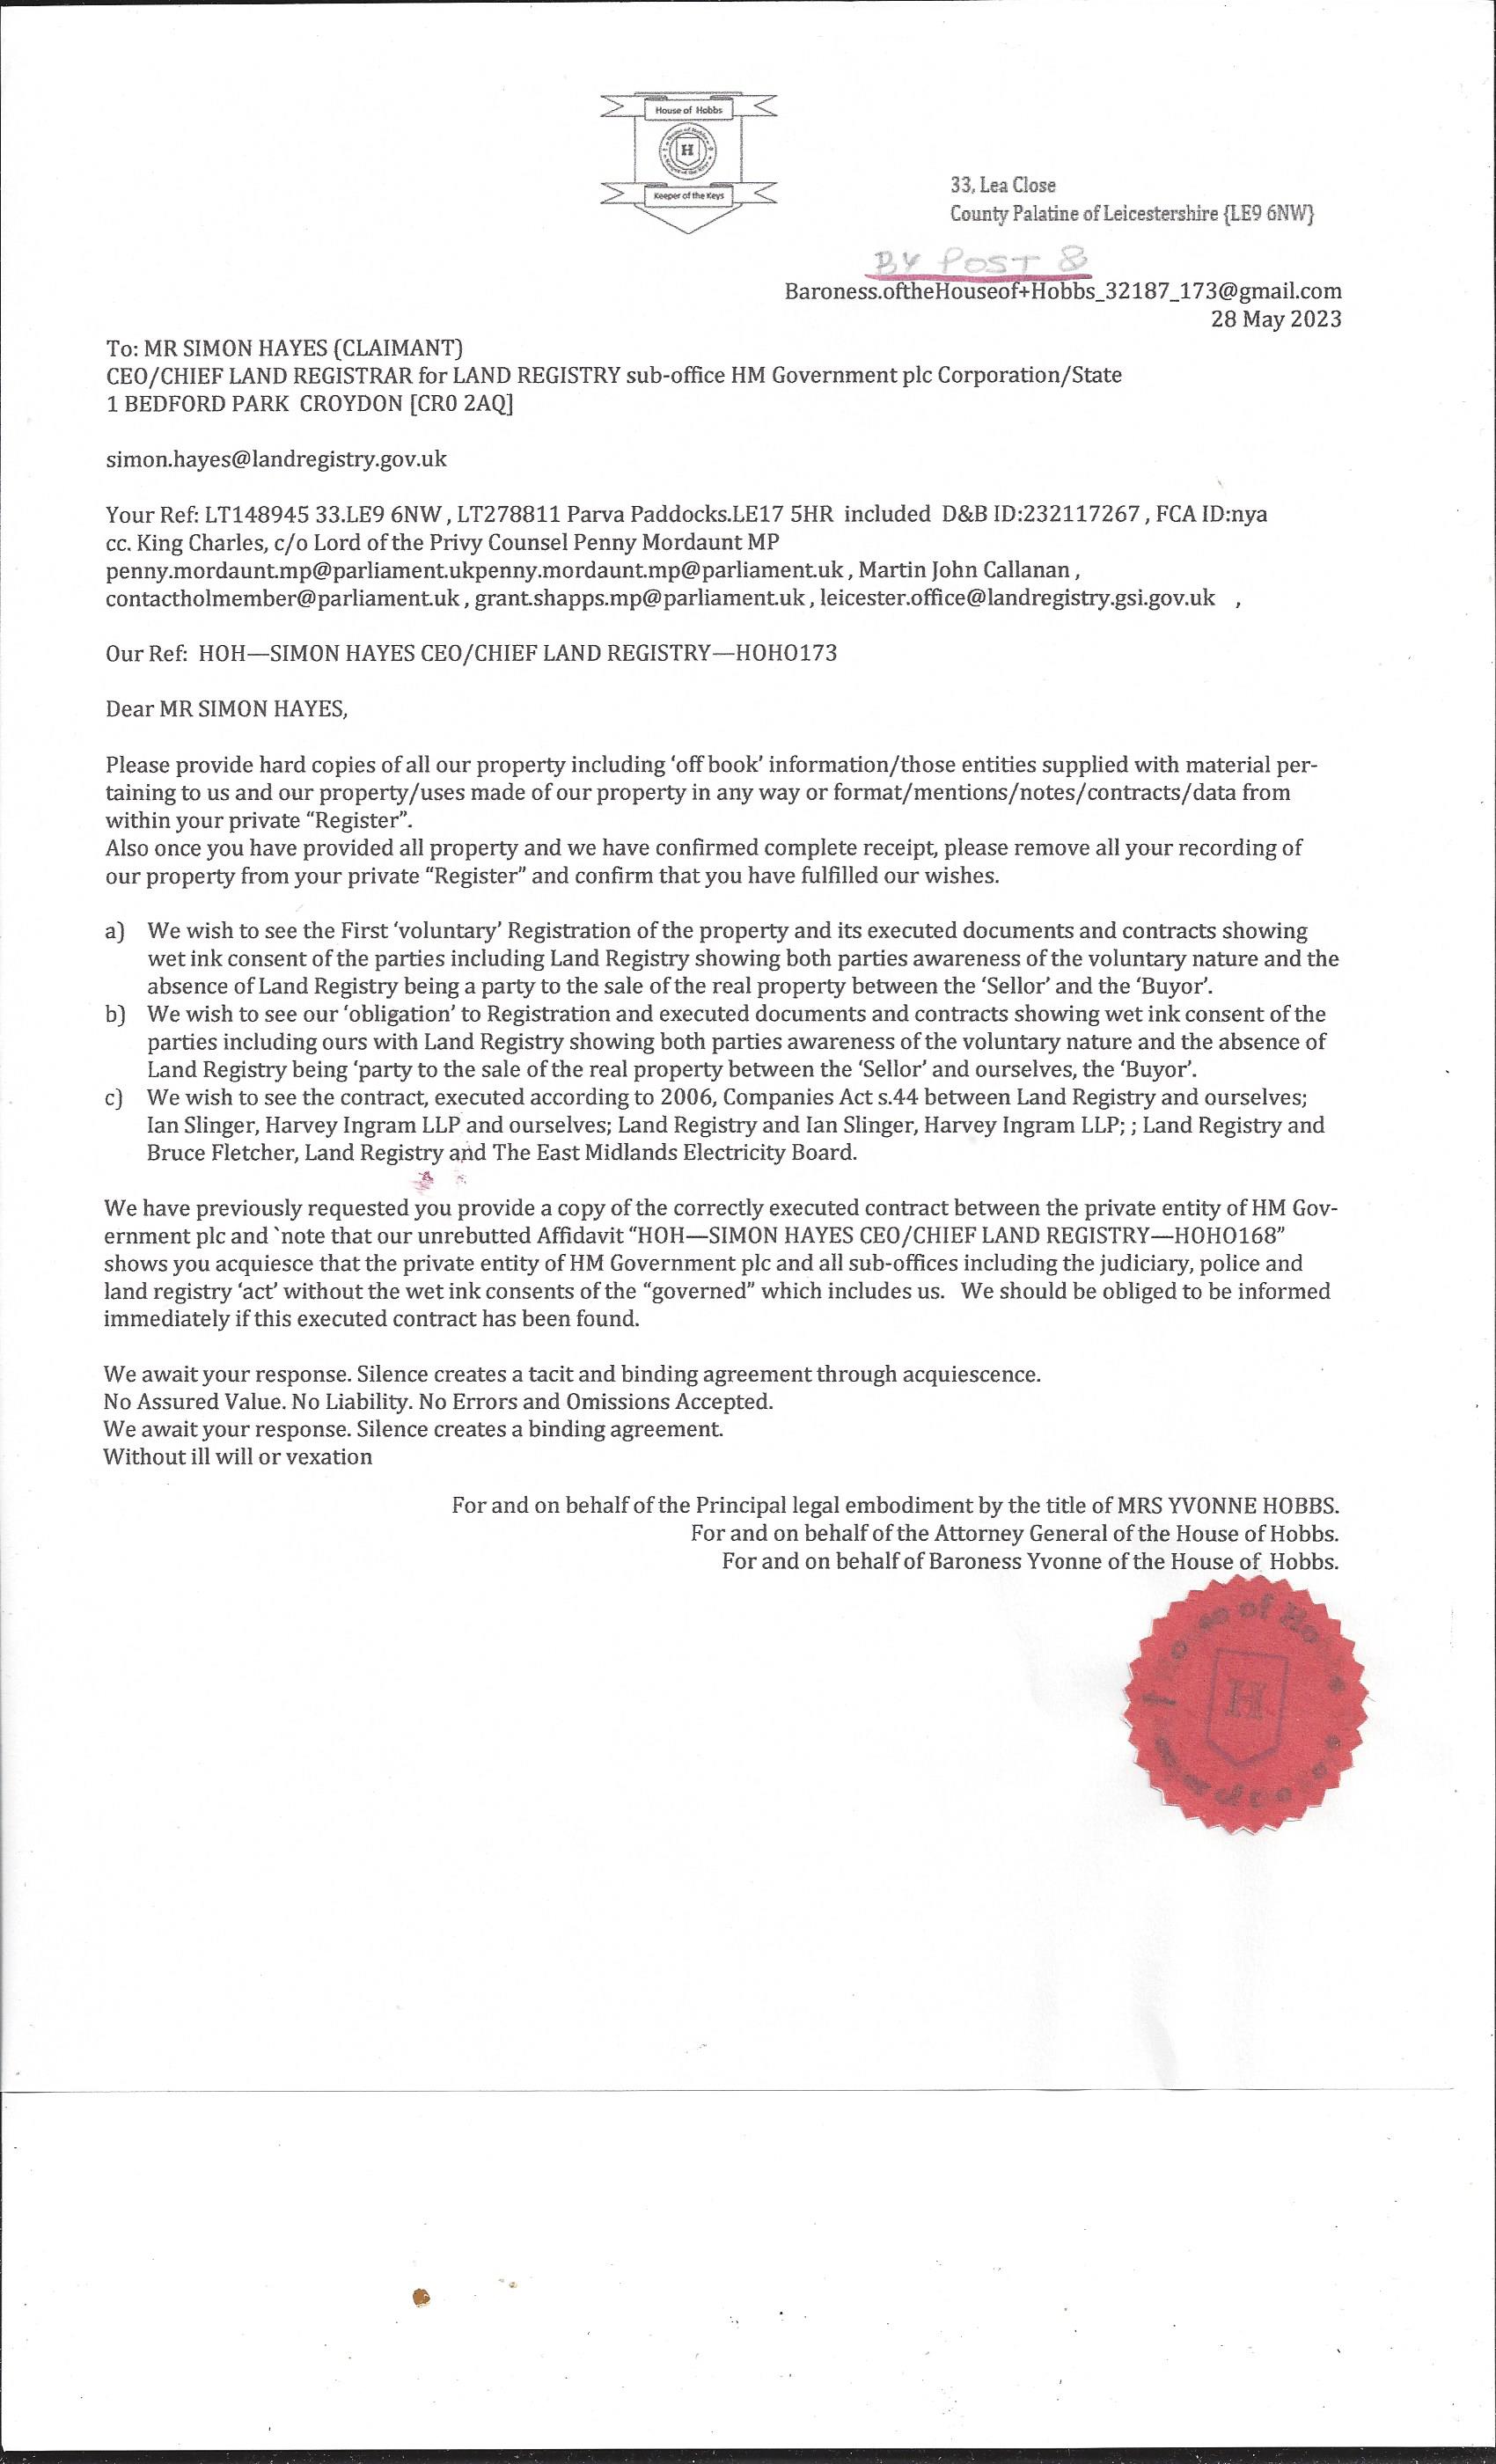 House of Hobbs
H
Keeper of the Keys
33, Lea Close
County Palatine of Leicestershire {LE9 6NW}
BY POST &
Baroness.oftheHouseof+Hobbs_32187_173@gmail.com
28 May 2023
To: MR SIMON HAYES (CLAIMANT)
CEO/CHIEF LAND REGISTRAR for LAND REGISTRY sub-office HM Government plc Corporation/State
1 BEDFORD PARK  CROYDON [CR0 2AQ]
simon.hayes@landregistry.gov.uk
Your Ref: LT148945 33.LE9 6NW , LT278811 Parva Paddocks.LE17 5HR  included  D&B ID:232117267 , FCA ID:nya
cc. King Charles, c/o Lord of the Privy Counsel Penny Mordaunt MP
penny.mordaunt.mp@parliament.ukpenny.mordaunt.mp@parliament.uk , Martin John Callanan ,
contactholmember@parliament.uk , grant.shapps.mp@parliament.uk , leicester.office@landregistry.gsi.gov.uk  ,
Our Ref:  HOH—SIMON HAYES CEO/CHIEF LAND REGISTRY—HOHO173
Dear MR SIMON HAYES,
Please provide hard copies of all our property including ‘off book’ information/those entities supplied with material per-
taining to us and our property/uses made of our property in any way or format/mentions/notes/contracts/data from
within your private “Register”.
Also once you have provided all property and we have confirmed complete receipt, please remove all your recording of
our property from your private “Register” and confirm that you have fulfilled our wishes.
a) We wish to see the First ‘voluntary’ Registration of the property and its executed documents and contracts showing
wet ink consent of the parties including Land Registry showing both parties awareness of the voluntary nature and the
absence of Land Registry being a party to the sale of the real property between the ‘Sellor’ and the ‘Buyor’.
b) We wish to see our ‘obligation’ to Registration and executed documents and contracts showing wet ink consent of the
parties including ours with Land Registry showing both parties awareness of the voluntary nature and the absence of
Land Registry being ‘party to the sale of the real property between the ‘Sellor’ and ourselves, the ‘Buyor’.
c) We wish to see the contract, executed according to 2006, Companies Act s.44 between Land Registry and ourselves;
Ian Slinger, Harvey Ingram LLP and ourselves; Land Registry and Ian Slinger, Harvey Ingram LLP; ; Land Registry and
Bruce Fletcher, Land Registry and The East Midlands Electricity Board.
We have previously requested you provide a copy of the correctly executed contract between the private entity of HM Gov-
ernment plc and `note that our unrebutted Affidavit “HOH—SIMON HAYES CEO/CHIEF LAND REGISTRY—HOHO168”
shows you acquiesce that the private entity of HM Government plc and all sub-offices including the judiciary, police and
land registry ‘act’ without the wet ink consents of the “governed” which includes us.  We should be obliged to be informed
immediately if this executed contract has been found.
We await your response. Silence creates a tacit and binding agreement through acquiescence.
No Assured Value. No Liability. No Errors and Omissions Accepted.
We await your response. Silence creates a binding agreement.
Without ill will or vexation
For and on behalf of the Principal legal embodiment by the title of MRS YVONNE HOBBS.
For and on behalf of the Attorney General of the House of Hobbs.
For and on behalf of Baroness Yvonne of the House of Hobbs.
H